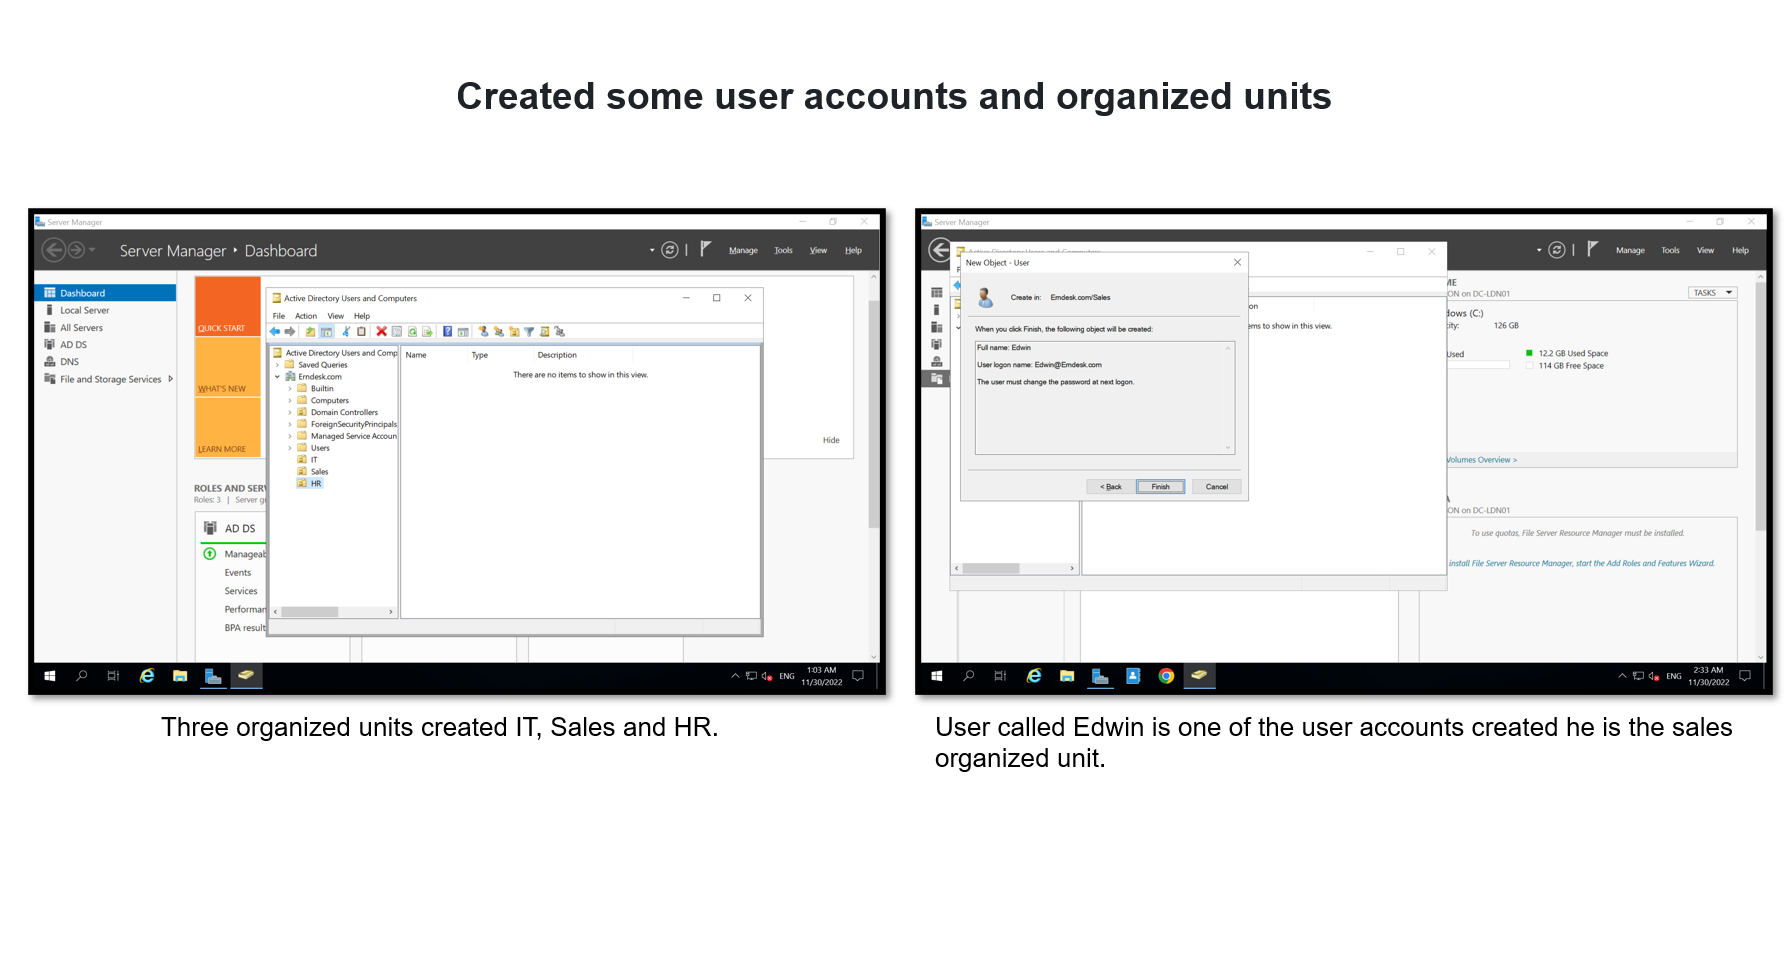 Created some user accounts and organized units
Server Manager
Server Manager ‣ Dashboard
Manage Tools View Help
Dashboard
Local Server
All Servers
AD DS
DNS
File and Storage Services
QUICK START
WHAT'S NEW
LEARN MORE
Hide
ROLES AND SERV
Roles: 3 | Server gr
AD DS
Manageab
Events
Services
Performan
BPA result
Active Directory Users and Computers
File Action View Help
Active Directory Users and Comp
Saved Queries
Emdesk.com
Builtin
Computers
Domain Controllers
ForeignSecurityPrincipals
Managed Service Accoun
Users
IT
Sales
HR
Name Type Description
There are no items to show in this view.
ENG
1:03 AM
11/30/2022
Three organized units created IT, Sales and HR.
Server Manager
Manage Tools View Help
Active Directory Users and Computers
New Object - User
Create in: Emdesk.com/Sales
When you click Finish, the following object will be created:
Full name: Edwin
User logon name: Edwin@Emdesk.com
The user must change the password at next logon.
< Back Finish Cancel
on
ems to show in this view.
ME
ON on DC-LDN01
TASKS
dows (C:)
city: 126 GB
Used
12.2 GB Used Space
114 GB Free Space
Volumes Overview >
A
ON on DC-LDN01
To use quotas, File Server Resource Manager must be installed.
install File Server Resource Manager, start the Add Roles and Features Wizard.
ENG
2:33 AM
11/30/2022
User called Edwin is one of the user accounts created he is the sales
organized unit.